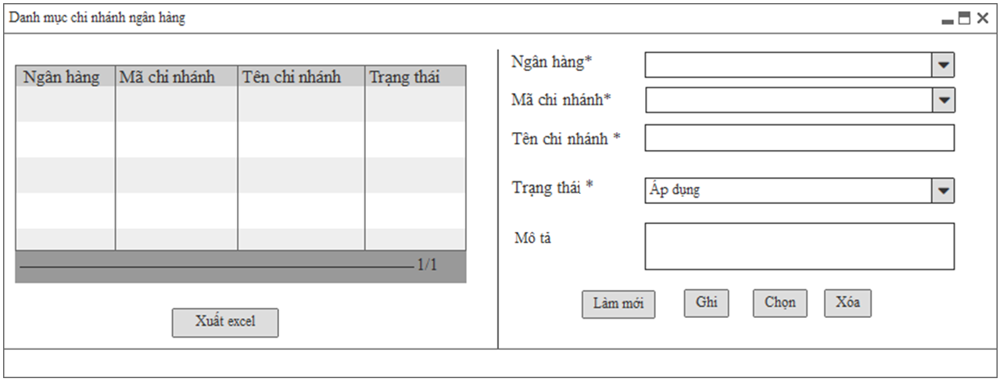 Danh mục chi nhánh ngân hàng
Ngân hàng Mã chi nhánh Tên chi nhánh Trạng thái
1/1
Xuất excel
Ngân hàng*
Mã chi nhánh*
Tên chi nhánh *
Trạng thái * Áp dụng
Mô tả
Làm mới Ghi Chọn Xóa